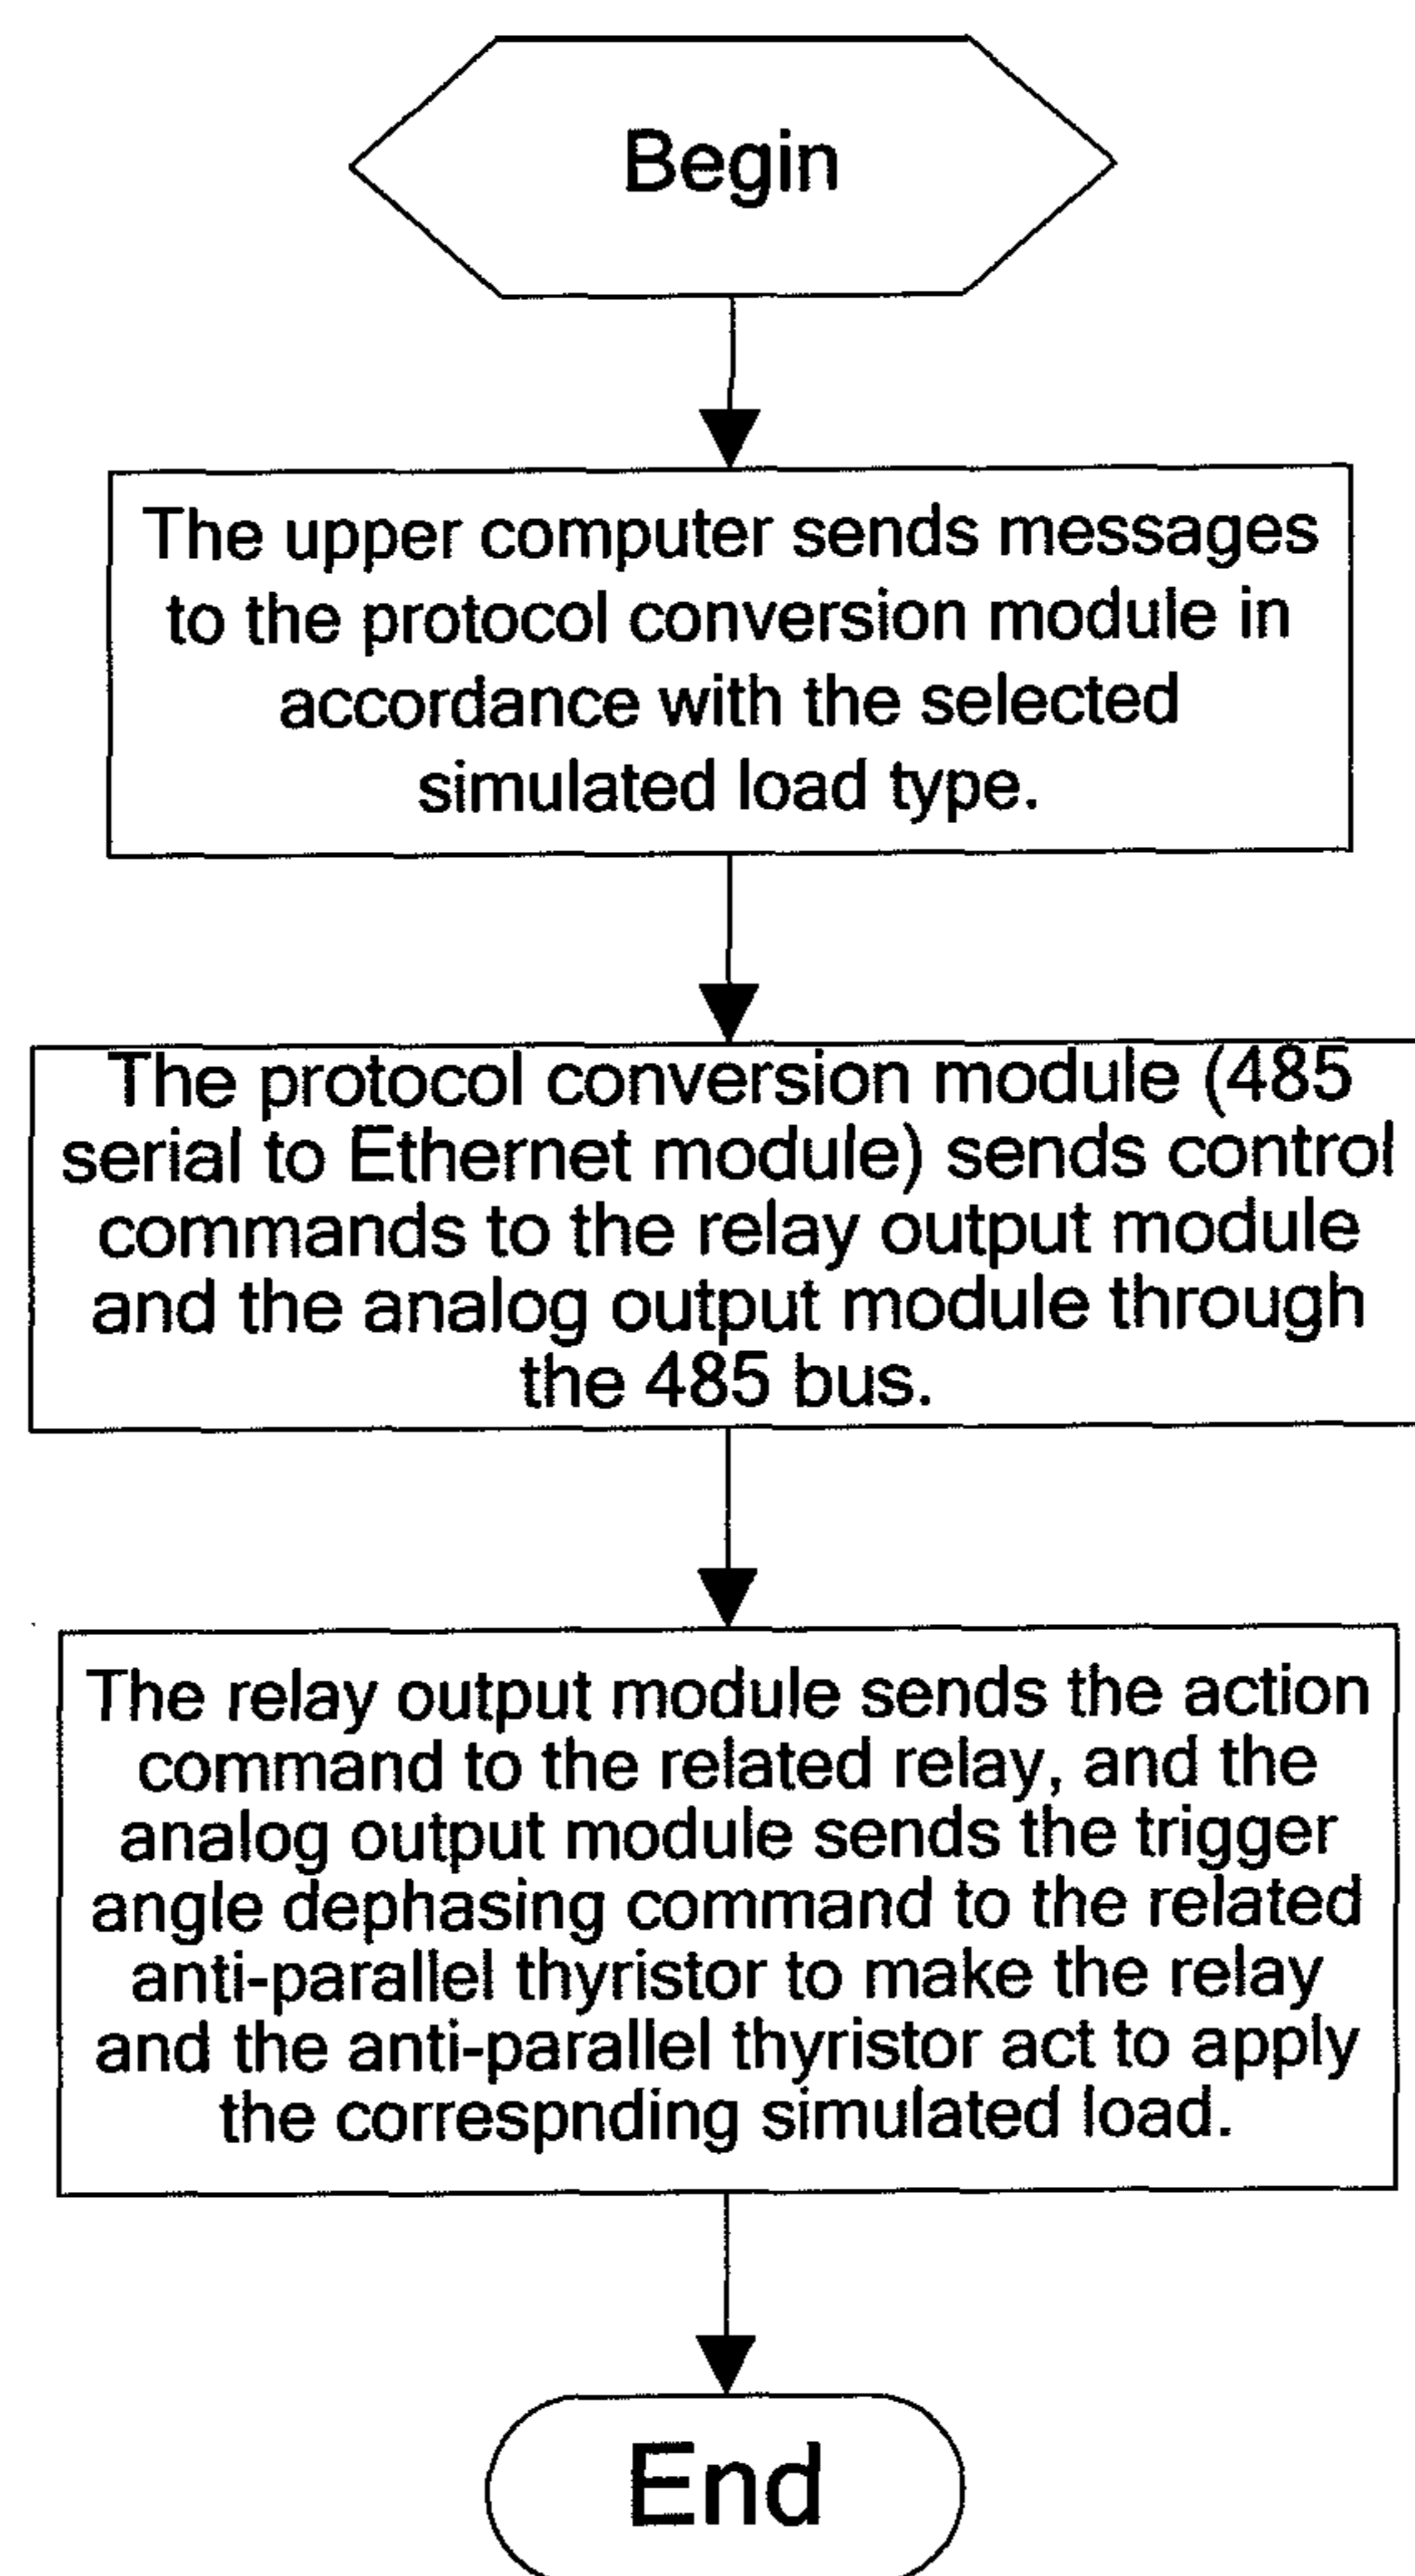 Begin
The upper computer sends messages
to the protocol conversion module in
accordance with the selected
simulated load type.
The protocol conversion module (485
serial to Ethernet module) sends control
commands to the relay output module
and the analog output module through
the 485 bus.
The relay output module sends the action
command to the related relay, and the
analog output module sends the trigger
angle dephasing command to the related
anti-parallel thyristor to make the relay
and the anti-parallel thyristor act to apply
the correspnding simulated load.
End